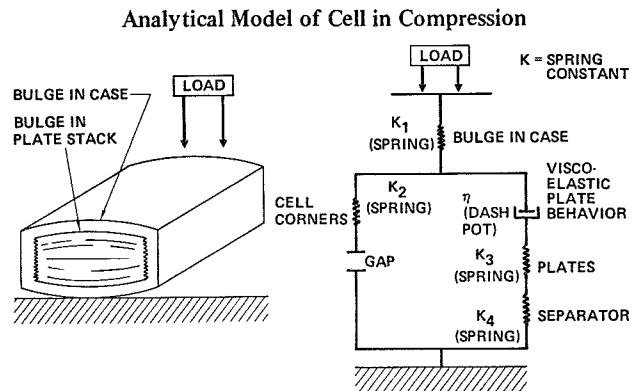 Analytical Model of Cell in Compression
LOAD
BULGE IN CASE
BULGE IN
PLATE STACK
LOAD
K = SPRING
CONSTANT
K1
(SPRING)
BULGE IN CASE
CELL
CORNERS
K2
(SPRING)
GAP
η
(DASH
POT)
VISCO-
ELASTIC
PLATE
BEHAVIOR
K3
(SPRING)
PLATES
K4
(SPRING)
SEPARATOR